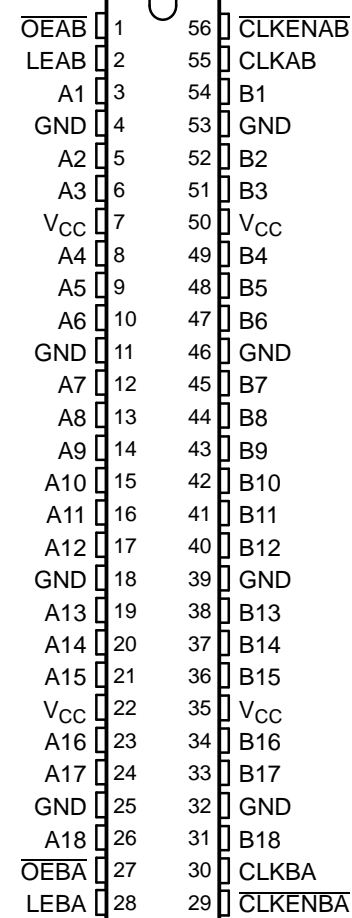 OEAB 1 56 CLKENAB
LEAB 2 55 CLKAB
A1 3 54 B1
GND 4 53 GND
A2 5 52 B2
A3 6 51 B3
VCC 7 50 VCC
A4 8 49 B4
A5 9 48 B5
A6 10 47 B6
GND 11 46 GND
A7 12 45 B7
A8 13 44 B8
A9 14 43 B9
A10 15 42 B10
A11 16 41 B11
A12 17 40 B12
GND 18 39 GND
A13 19 38 B13
A14 20 37 B14
A15 21 36 B15
VCC 22 35 VCC
A16 23 34 B16
A17 24 33 B17
GND 25 32 GND
A18 26 31 B18
OEBA 27 30 CLKBA
LEBA 28 29 CLKENBA